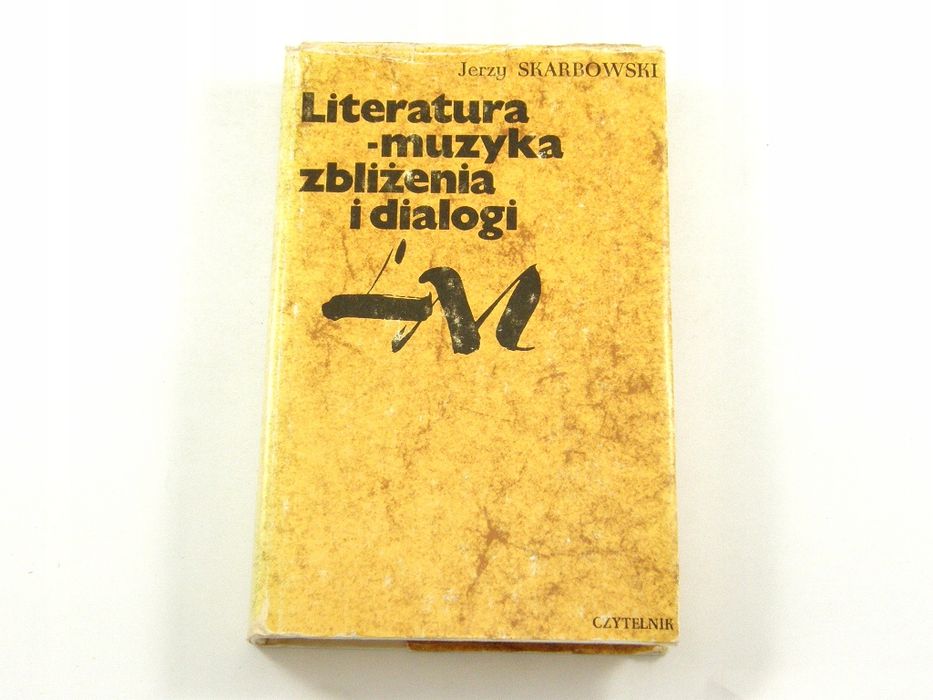 Jerzy SKARBOWSKI
Literatura
-muzyka
zbliżenia
i dialogi
L M
CZYTELNIK